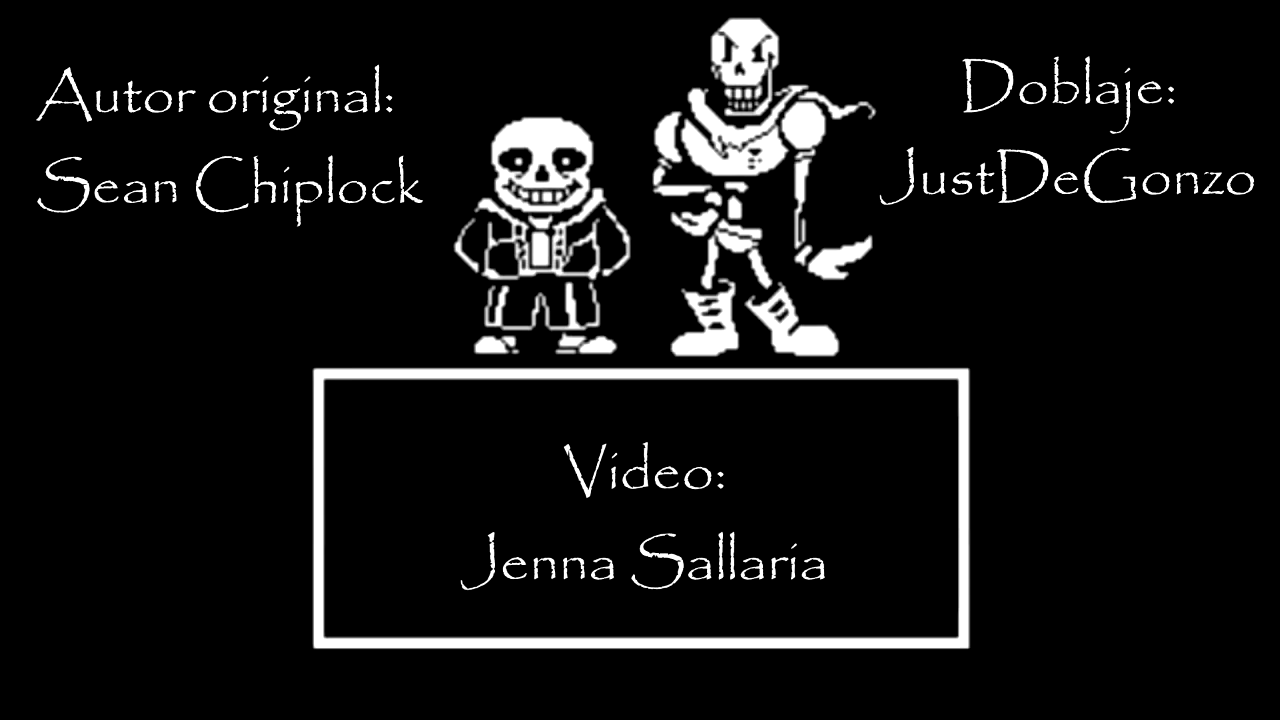 Autor original:
Sean Chiplock
Doblaje:
JustDeGonzo
Video:
Jenna Sallaria